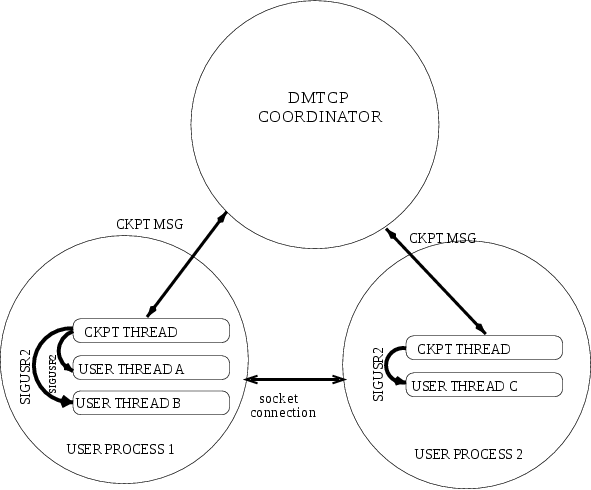 DMTCP
COORDINATOR
CKPT MSG
CKPT MSG
CKPT THREAD
USER THREAD A
USER THREAD B
SIGUSR2
SIGUSR2
USER PROCESS 1
socket
connection
CKPT THREAD
USER THREAD C
SIGUSR2
USER PROCESS 2